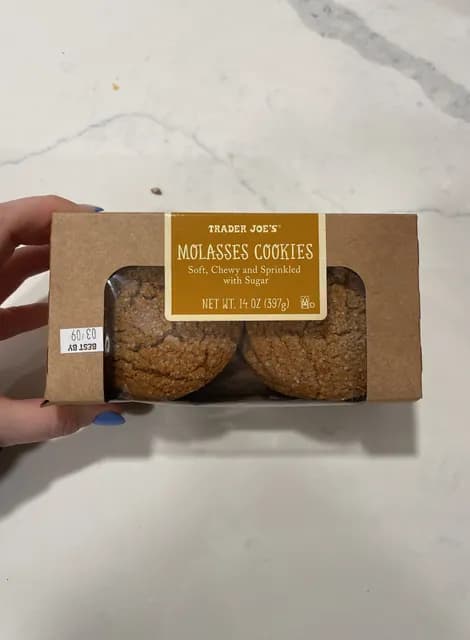 TRADER JOE'S™
MOLASSES COOKIES
Soft, Chewy and Sprinkled
with Sugar
NET WT. 14 OZ (397g)
D
BEST BY
03/09